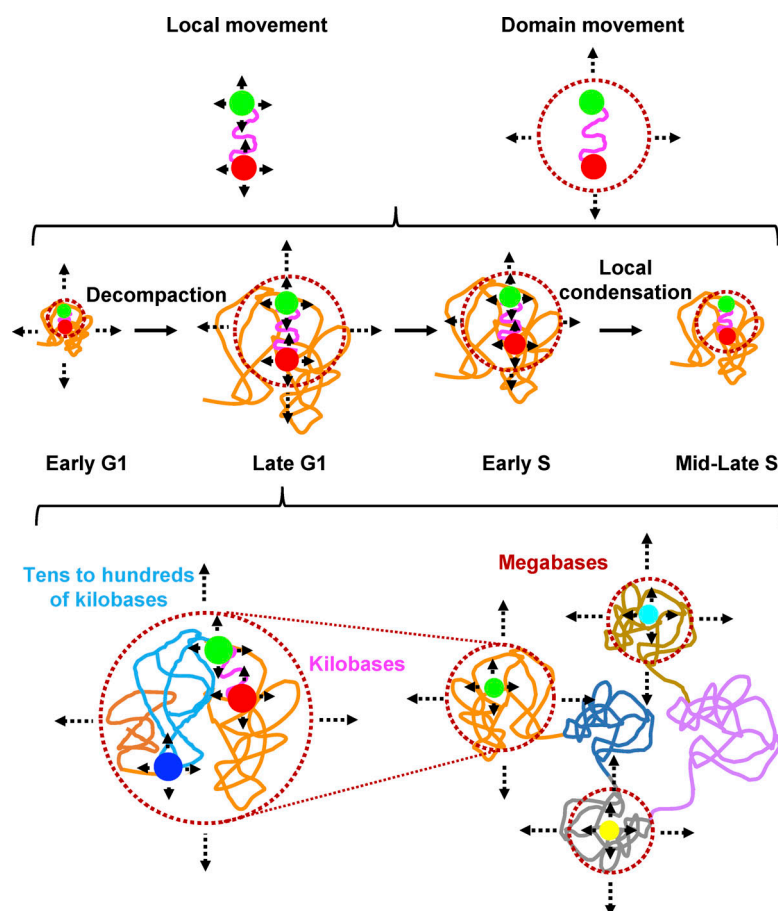 Local movement
Domain movement
Decompaction
Local
condensation
Early G1
Late G1
Early S
Mid-Late S
Tens to hundreds
of kilobases
Megabases
Kilobases